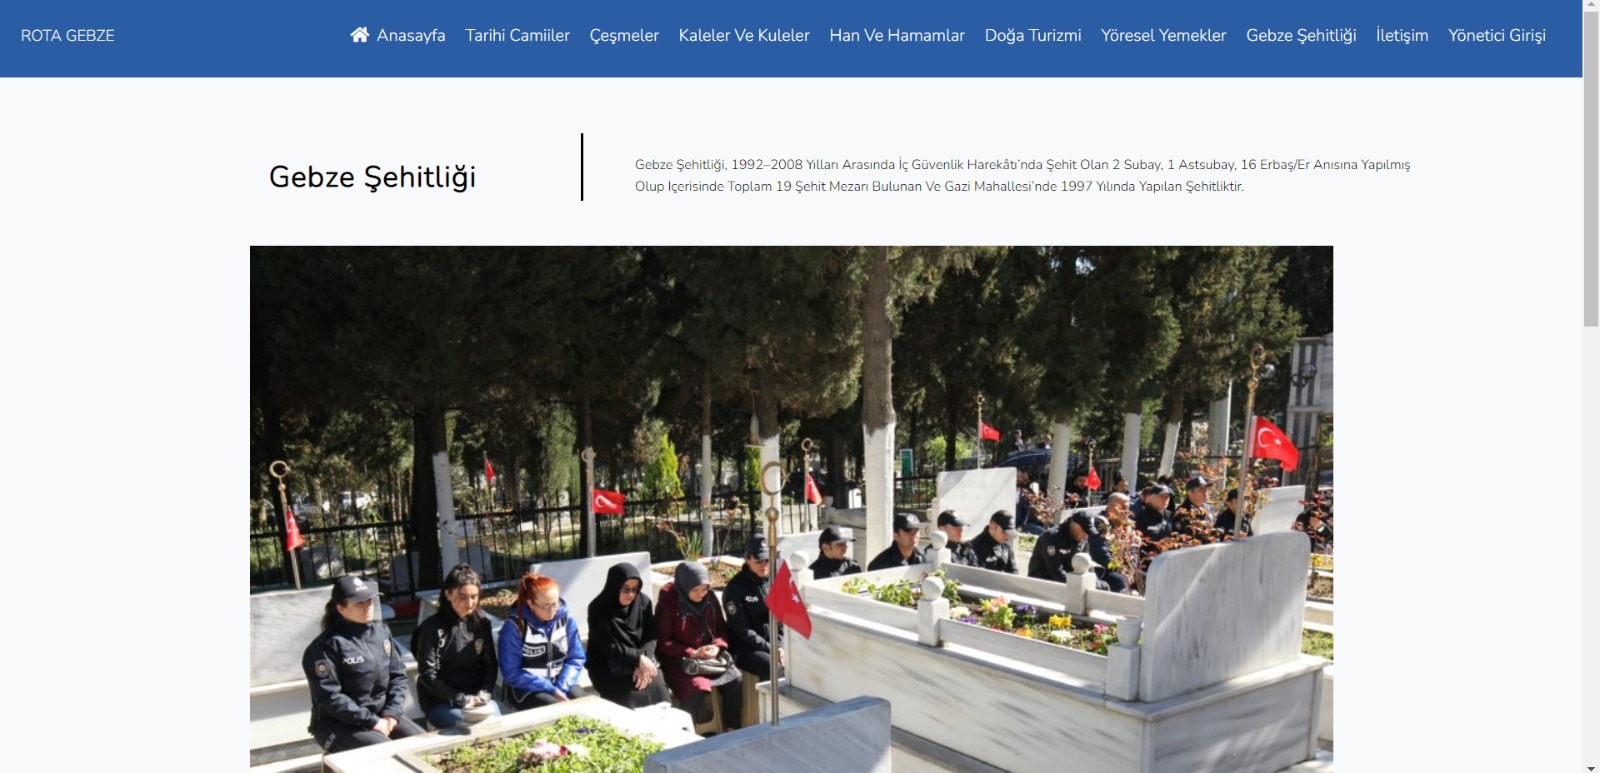 ROTA GEBZE
Anasayfa Tarihi Camiiler Çeşmeler Kaleler Ve Kuleler Han Ve Hamamlar Doğa Turizmi Yöresel Yemekler Gebze Şehitliği İletişim Yönetici Girişi
Gebze Şehitliği
Gebze Şehitliği, 1992–2008 Yılları Arasında İç Güvenlik Harekâtı’nda Şehit Olan 2 Subay, 1 Astsubay, 16 Erbaş/Er Anısına Yapılmış
Olup Içerisinde Toplam 19 Şehit Mezarı Bulunan Ve Gazi Mahallesi’nde 1997 Yılında Yapılan Şehitliktir.
POLIS
POLIS